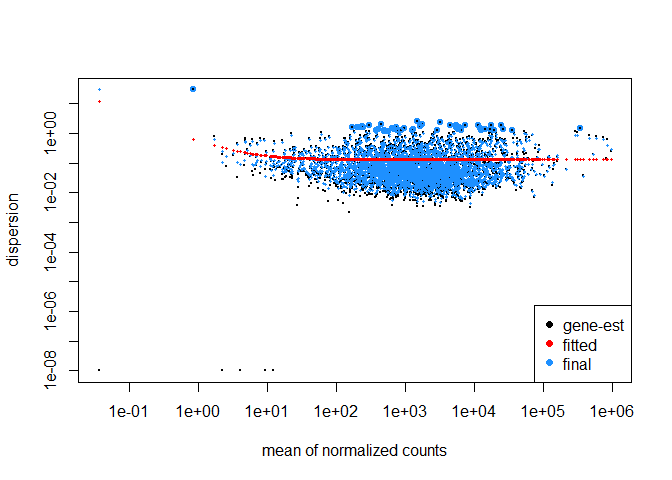 dispersion
1e+00
1e-02
1e-04
1e-06
1e-08
gene-est
fitted
final
1e-01 1e+00 1e+01 1e+02 1e+03 1e+04 1e+05 1e+06
mean of normalized counts